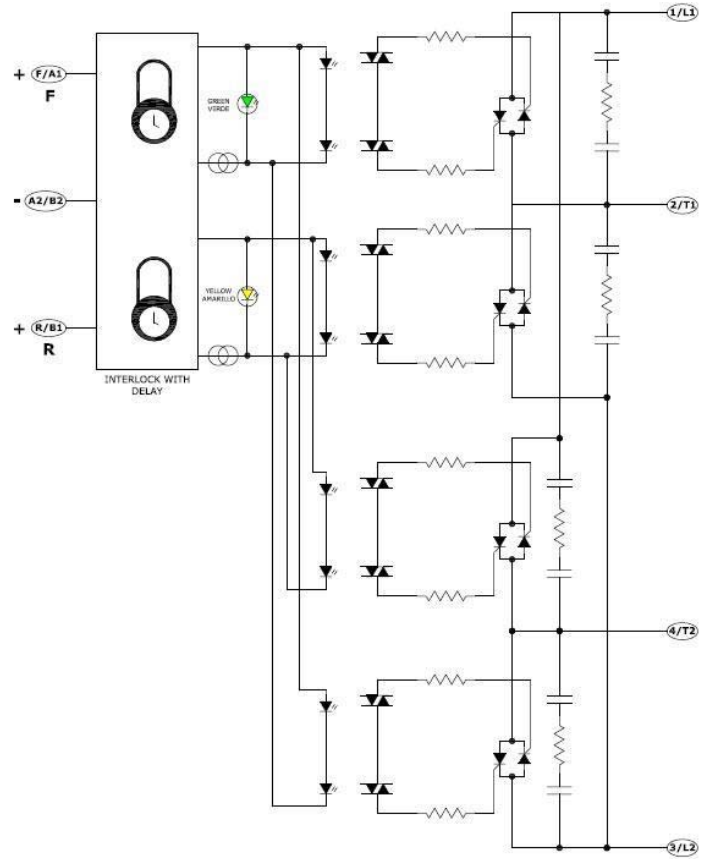 1/L1
+ F/A1
F
GREEN
VERDE
- A2/B2
2/T1
YELLOW
AMARILLO
+ R/B1
R
INTERLOCK WITH
DELAY
4/T2
3/L2